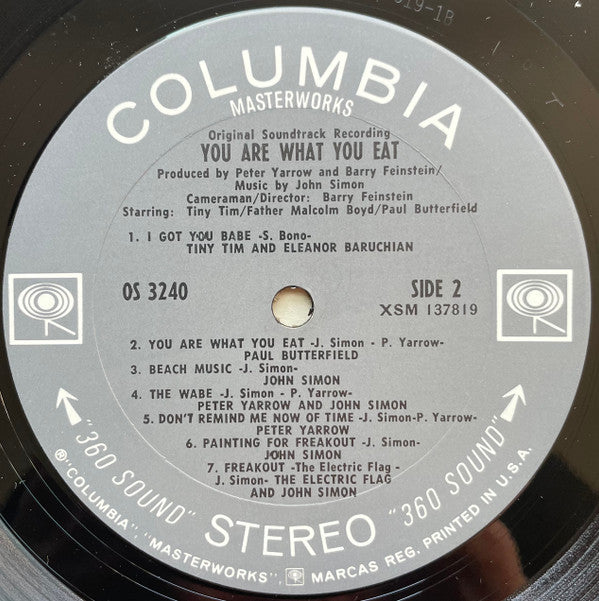 COLUMBIA
MASTERWORKS
Original Soundtrack Recording
YOU ARE WHAT YOU EAT
Produced by Peter Yarrow and Barry Feinstein/
Music by John Simon
Cameraman/Director: Barry Feinstein
Starring: Tiny Tim/Father Malcolm Boyd/Paul Butterfield
1. I GOT YOU BABE -S. Bono-
TINY TIM AND ELEANOR BARUCHIAN
OS 3240
SIDE 2
XSM 137819
2. YOU ARE WHAT YOU EAT -J. Simon - P. Yarrow-
PAUL BUTTERFIELD
3. BEACH MUSIC -J. Simon-
JOHN SIMON
4. THE WABE -J. Simon - P. Yarrow-
PETER YARROW AND JOHN SIMON
5. DON'T REMIND ME NOW OF TIME -J. Simon-P. Yarrow-
PETER YARROW
6. PAINTING FOR FREAKOUT -J. Simon-
JOHN SIMON
7. FREAKOUT -The Electric Flag -
J. Simon- THE ELECTRIC FLAG
AND JOHN SIMON
"360 SOUND" STEREO "360 SOUND"
®"COLUMBIA", "MASTERWORKS", MARCAS REG. PRINTED IN U.S.A.